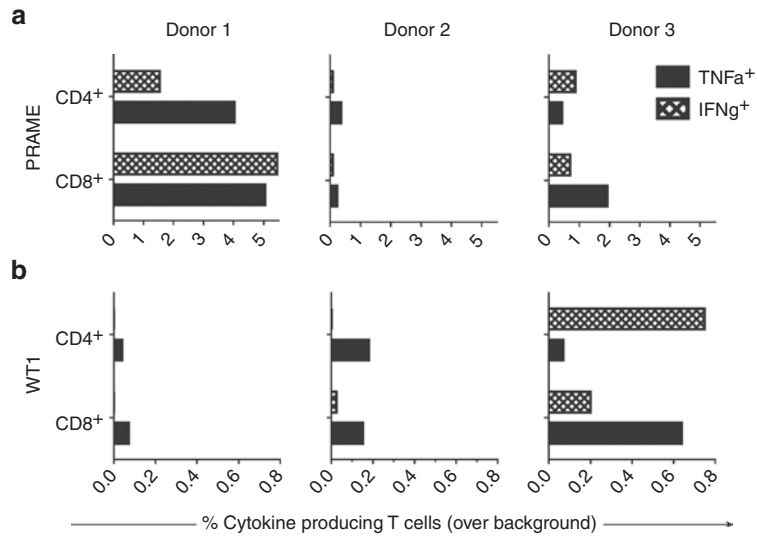 a
Donor 1 Donor 2 Donor 3
TNFa+
IFNg+
PRAME
CD4+
CD8+
0 1 2 3 4 5 0 1 2 3 4 5 0 1 2 3 4 5
b
WT1
CD4+
CD8+
0.0 0.2 0.4 0.6 0.8 0.0 0.2 0.4 0.6 0.8 0.0 0.2 0.4 0.6 0.8
% Cytokine producing T cells (over background)